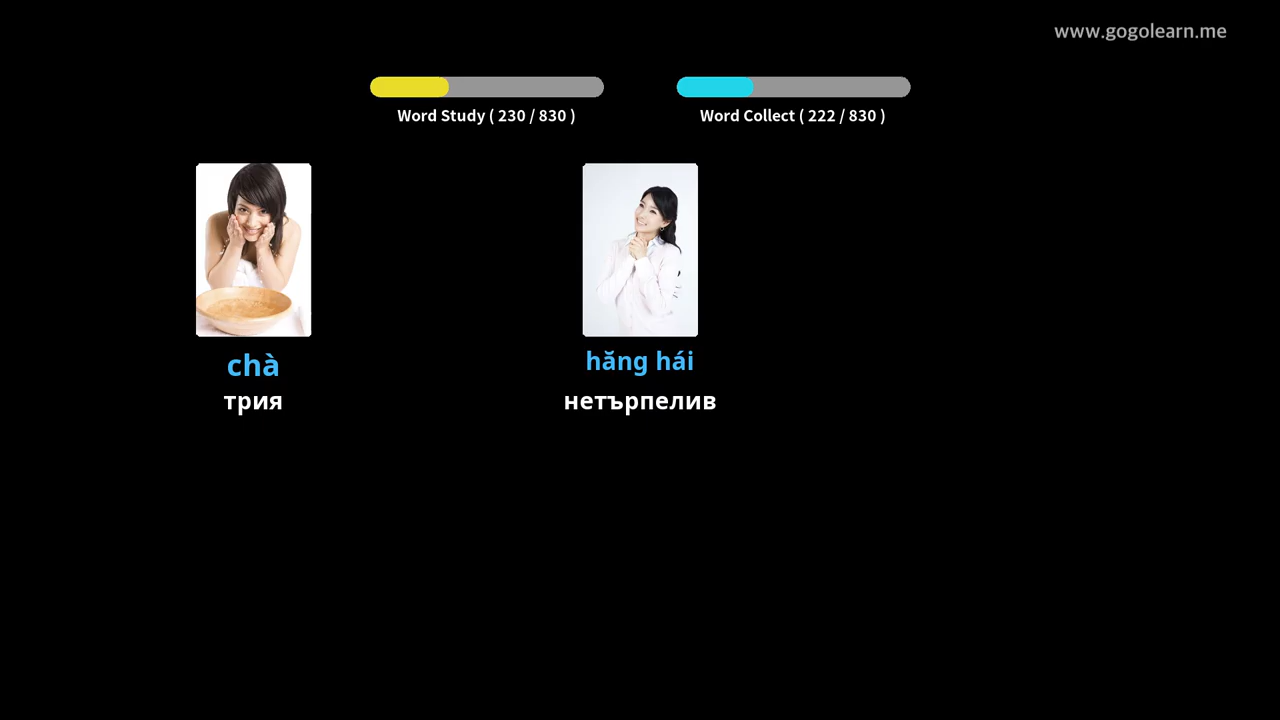 www.gogolearn.me
Word Study ( 230 / 830 )
Word Collect ( 222 / 830 )
chà
трия
hăng hái
нетърпелив